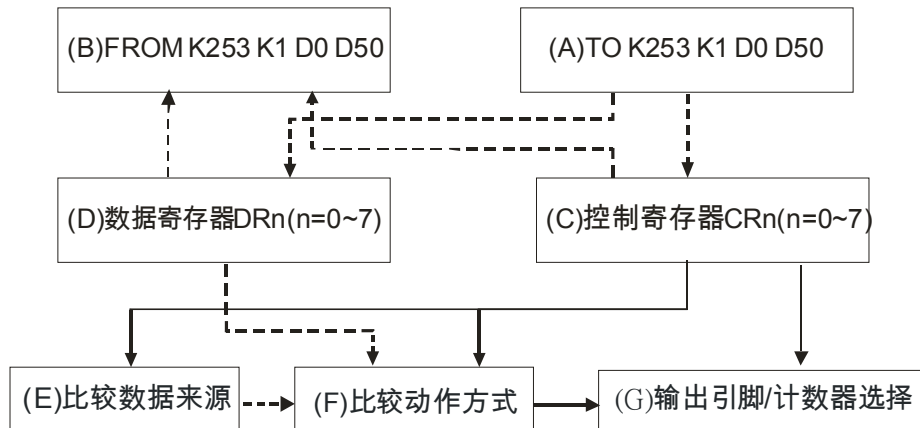 (B)FROM K253 K1 D0 D50
(A)TO K253 K1 D0 D50
(D)数据寄存器DRn(n=0~7)
(C)控制寄存器CRn(n=0~7)
(E)比较数据来源
(F)比较动作方式
(G)输出引脚/计数器选择